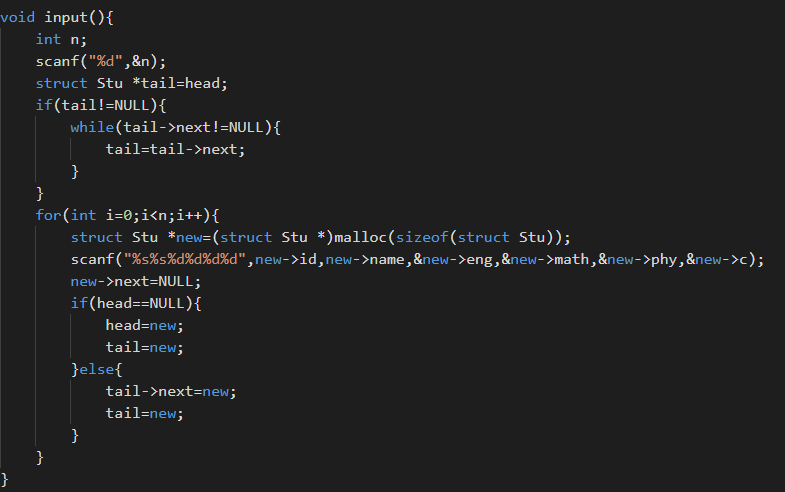 void input(){
    int n;
    scanf("%d",&n);
    struct Stu *tail=head;
    if(tail!=NULL){
        while(tail->next!=NULL){
            tail=tail->next;
        }
    }
    for(int i=0;i<n;i++){
        struct Stu *new=(struct Stu *)malloc(sizeof(struct Stu));
        scanf("%s%s%d%d%d%d",new->id,new->name,&new->eng,&new->math,&new->phy,&new->c);
        new->next=NULL;
        if(head==NULL){
            head=new;
            tail=new;
        }else{
            tail->next=new;
            tail=new;
        }
    }
}